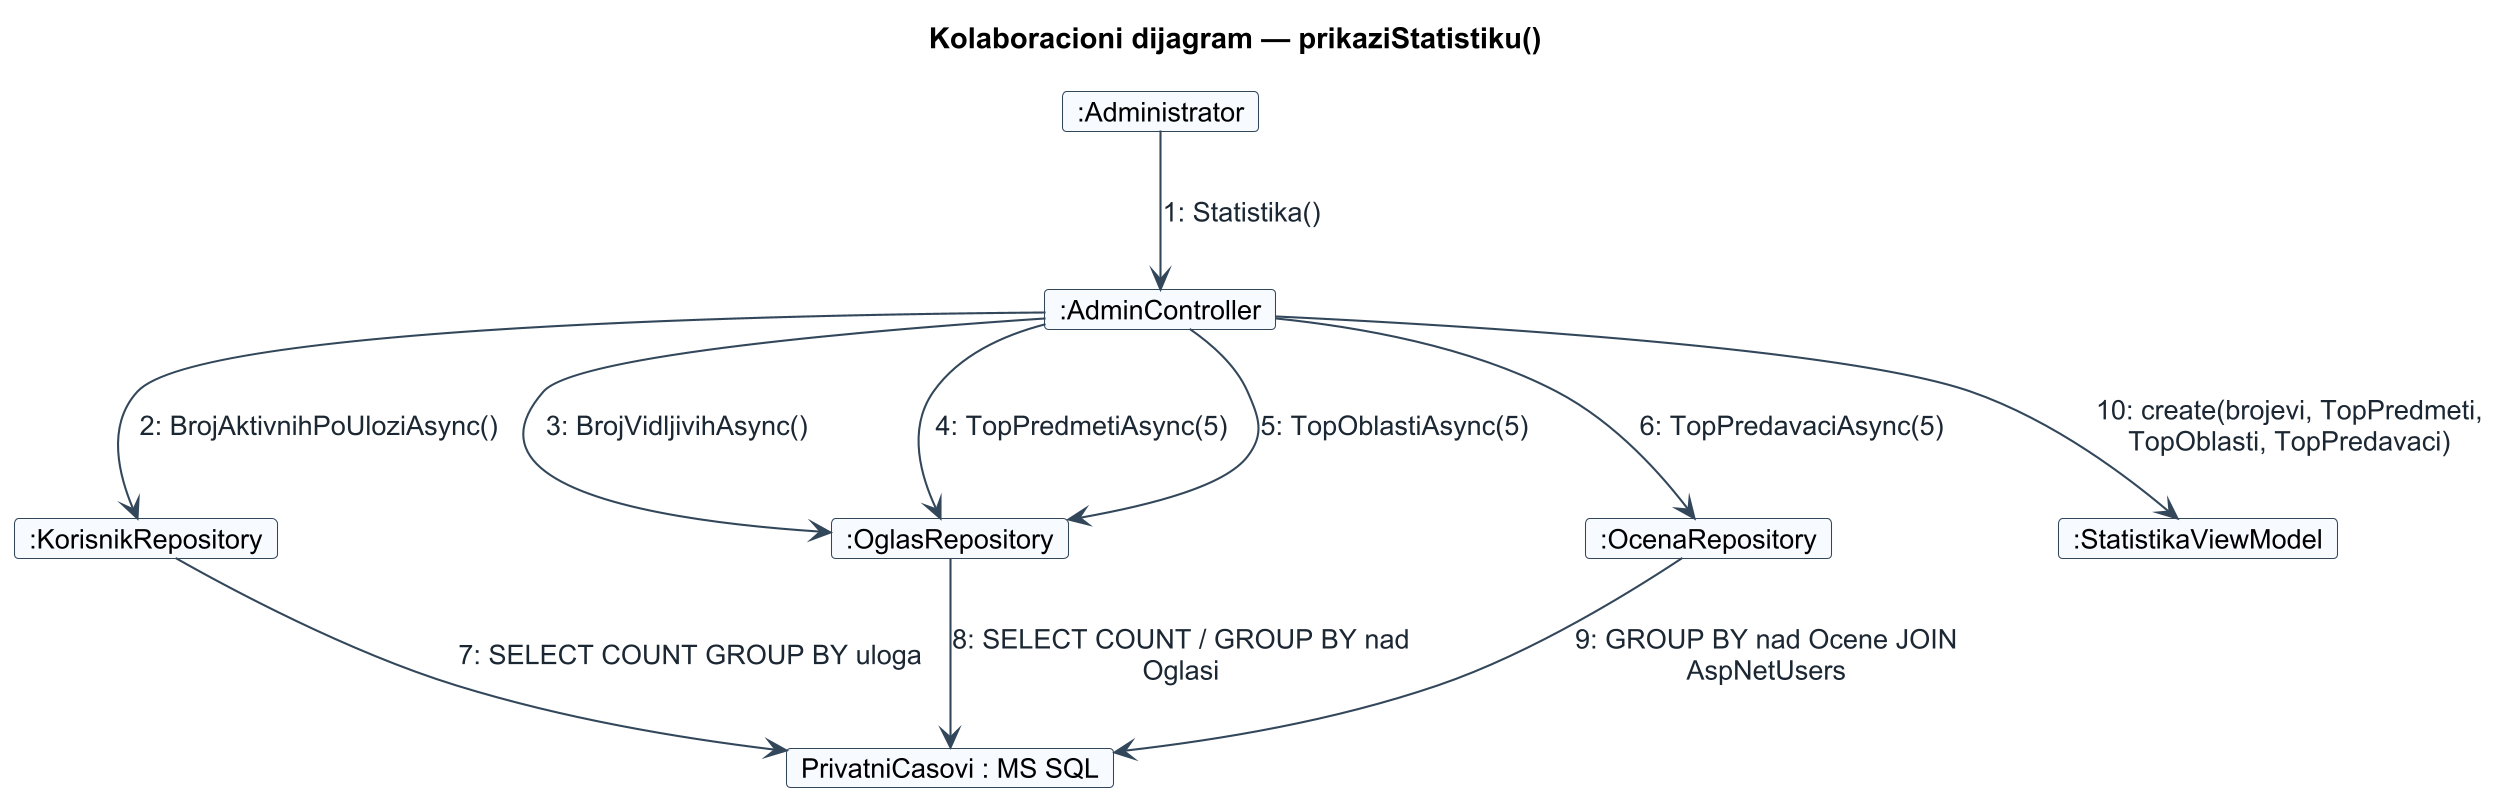 Kolaboracioni dijagram — prikaziStatistiku()
:Administrator
1: Statistika()
:AdminController
2: BrojAktivnihPoUloziAsync()
3: BrojVidljivihAsync()
4: TopPredmetiAsync(5)
5: TopOblastiAsync(5)
6: TopPredavaciAsync(5)
10: create(brojevi, TopPredmeti,
TopOblasti, TopPredavaci)
:KorisnikRepository
:OglasRepository
:OcenaRepository
:StatistikaViewModel
7: SELECT COUNT GROUP BY uloga
8: SELECT COUNT / GROUP BY nad
Oglasi
9: GROUP BY nad Ocene JOIN
AspNetUsers
PrivatniCasovi : MS SQL